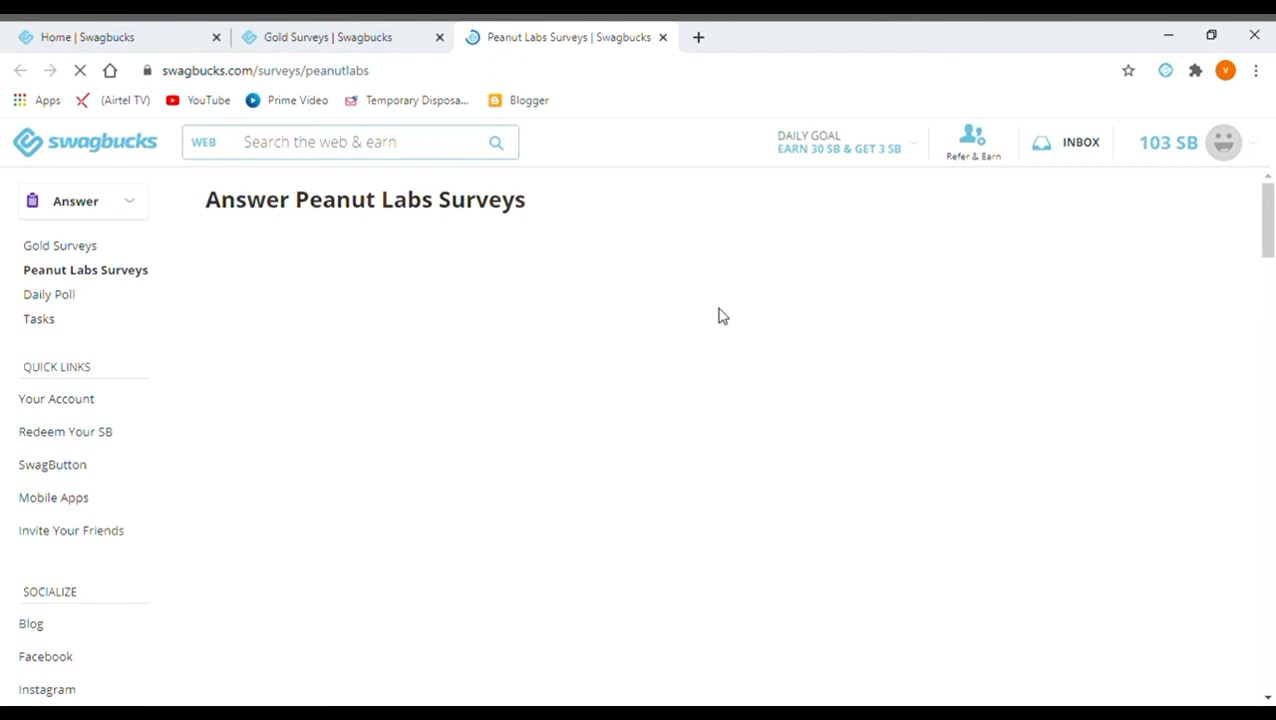 Home | Swagbucks
Gold Surveys | Swagbucks
Peanut Labs Surveys | Swagbucks
swagbucks.com/surveys/peanutlabs
V
Apps
(Airtel TV)
YouTube
Prime Video
Temporary Disposa...
Blogger
swagbucks
WEB
Search the web & earn
DAILY GOAL
EARN 30 SB & GET 3 SB
Refer & Earn
INBOX
103 SB
Answer
Answer Peanut Labs Surveys
Gold Surveys
Peanut Labs Surveys
Daily Poll
Tasks
QUICK LINKS
Your Account
Redeem Your SB
SwagButton
Mobile Apps
Invite Your Friends
SOCIALIZE
Blog
Facebook
Instagram